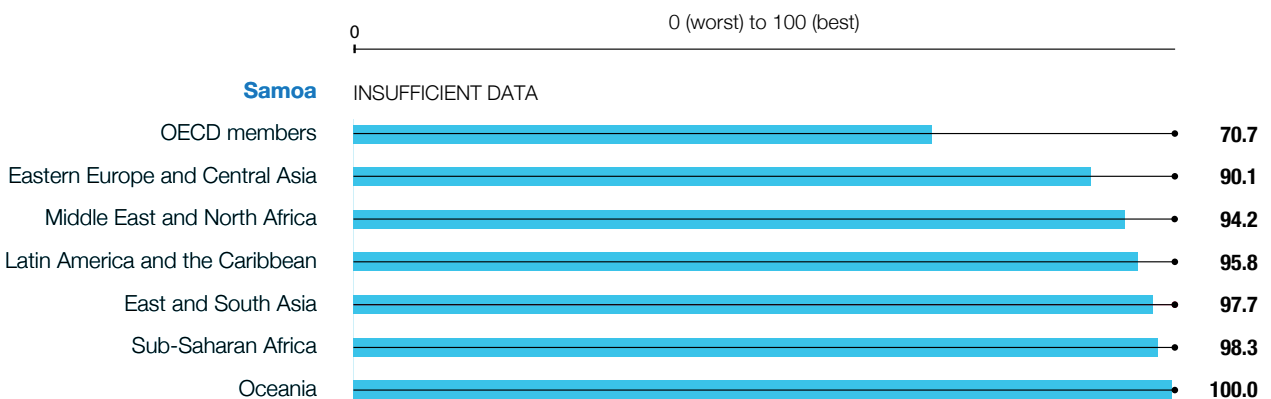 0 (worst) to 100 (best)
0
Samoa INSUFFICIENT DATA
OECD members 70.7
Eastern Europe and Central Asia 90.1
Middle East and North Africa 94.2
Latin America and the Caribbean 95.8
East and South Asia 97.7
Sub-Saharan Africa 98.3
Oceania 100.0